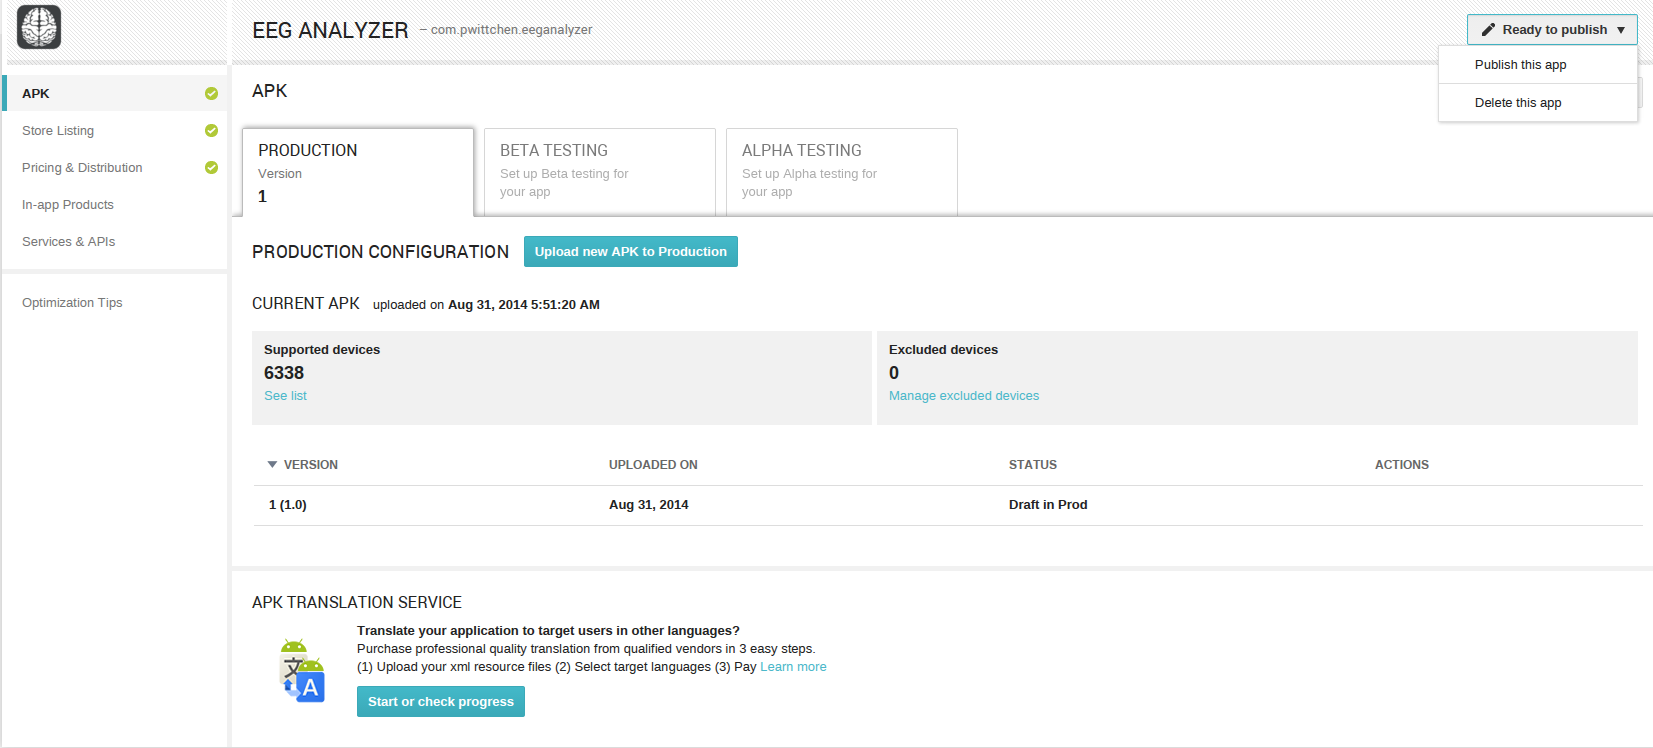 EEG ANALYZER – com.pwittchen.eeganalyzer
Ready to publish
Publish this app
Delete this app
APK
Store Listing
Pricing & Distribution
In-app Products
Services & APIs
Optimization Tips
APK
PRODUCTION
Version
1
BETA TESTING
Set up Beta testing for
your app
ALPHA TESTING
Set up Alpha testing for
your app
PRODUCTION CONFIGURATION Upload new APK to Production
CURRENT APK uploaded on Aug 31, 2014 5:51:20 AM
Supported devices
6338
See list
Excluded devices
0
Manage excluded devices
VERSION UPLOADED ON STATUS ACTIONS
1 (1.0) Aug 31, 2014 Draft in Prod
APK TRANSLATION SERVICE
文
A
Translate your application to target users in other languages?
Purchase professional quality translation from qualified vendors in 3 easy steps.
(1) Upload your xml resource files (2) Select target languages (3) Pay Learn more
Start or check progress